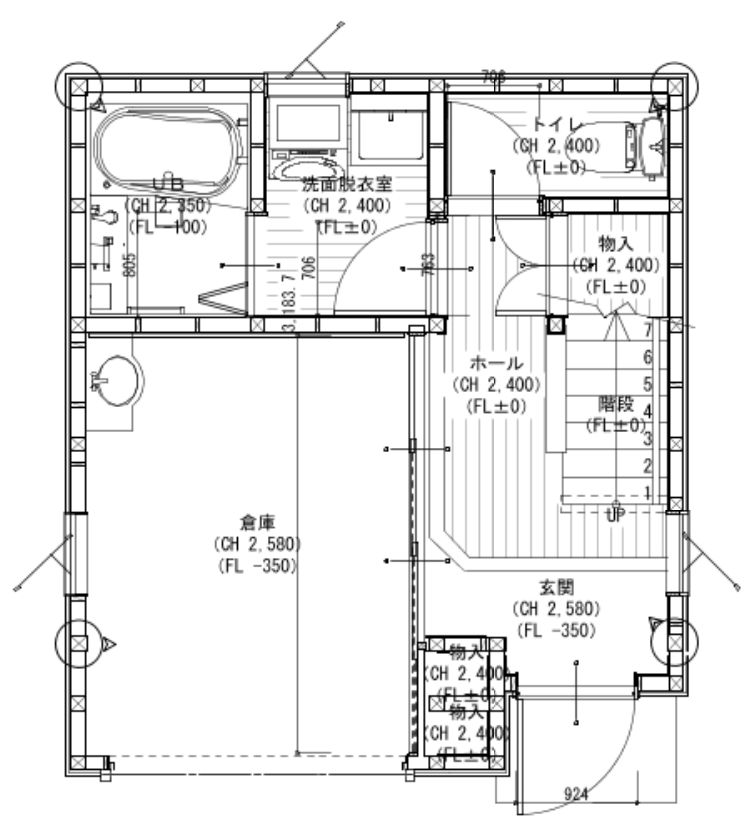 708
トイレ
(CH 2,400)
(FL±0)
UB
(CH 2,350)
(FL -100)
洗面脱衣室
(CH 2,400)
(FL±0)
物入
(CH 2,400)
(FL±0)
805
706
763
3,183.7
ホール
(CH 2,400)
(FL±0)
階段
(FL±0)
7
6
5
4
3
2
1
UP
倉庫
(CH 2,580)
(FL -350)
玄関
(CH 2,580)
(FL -350)
物入
(CH 2,400)
(FL±0)
物入
(CH 2,400)
(FL±0)
924